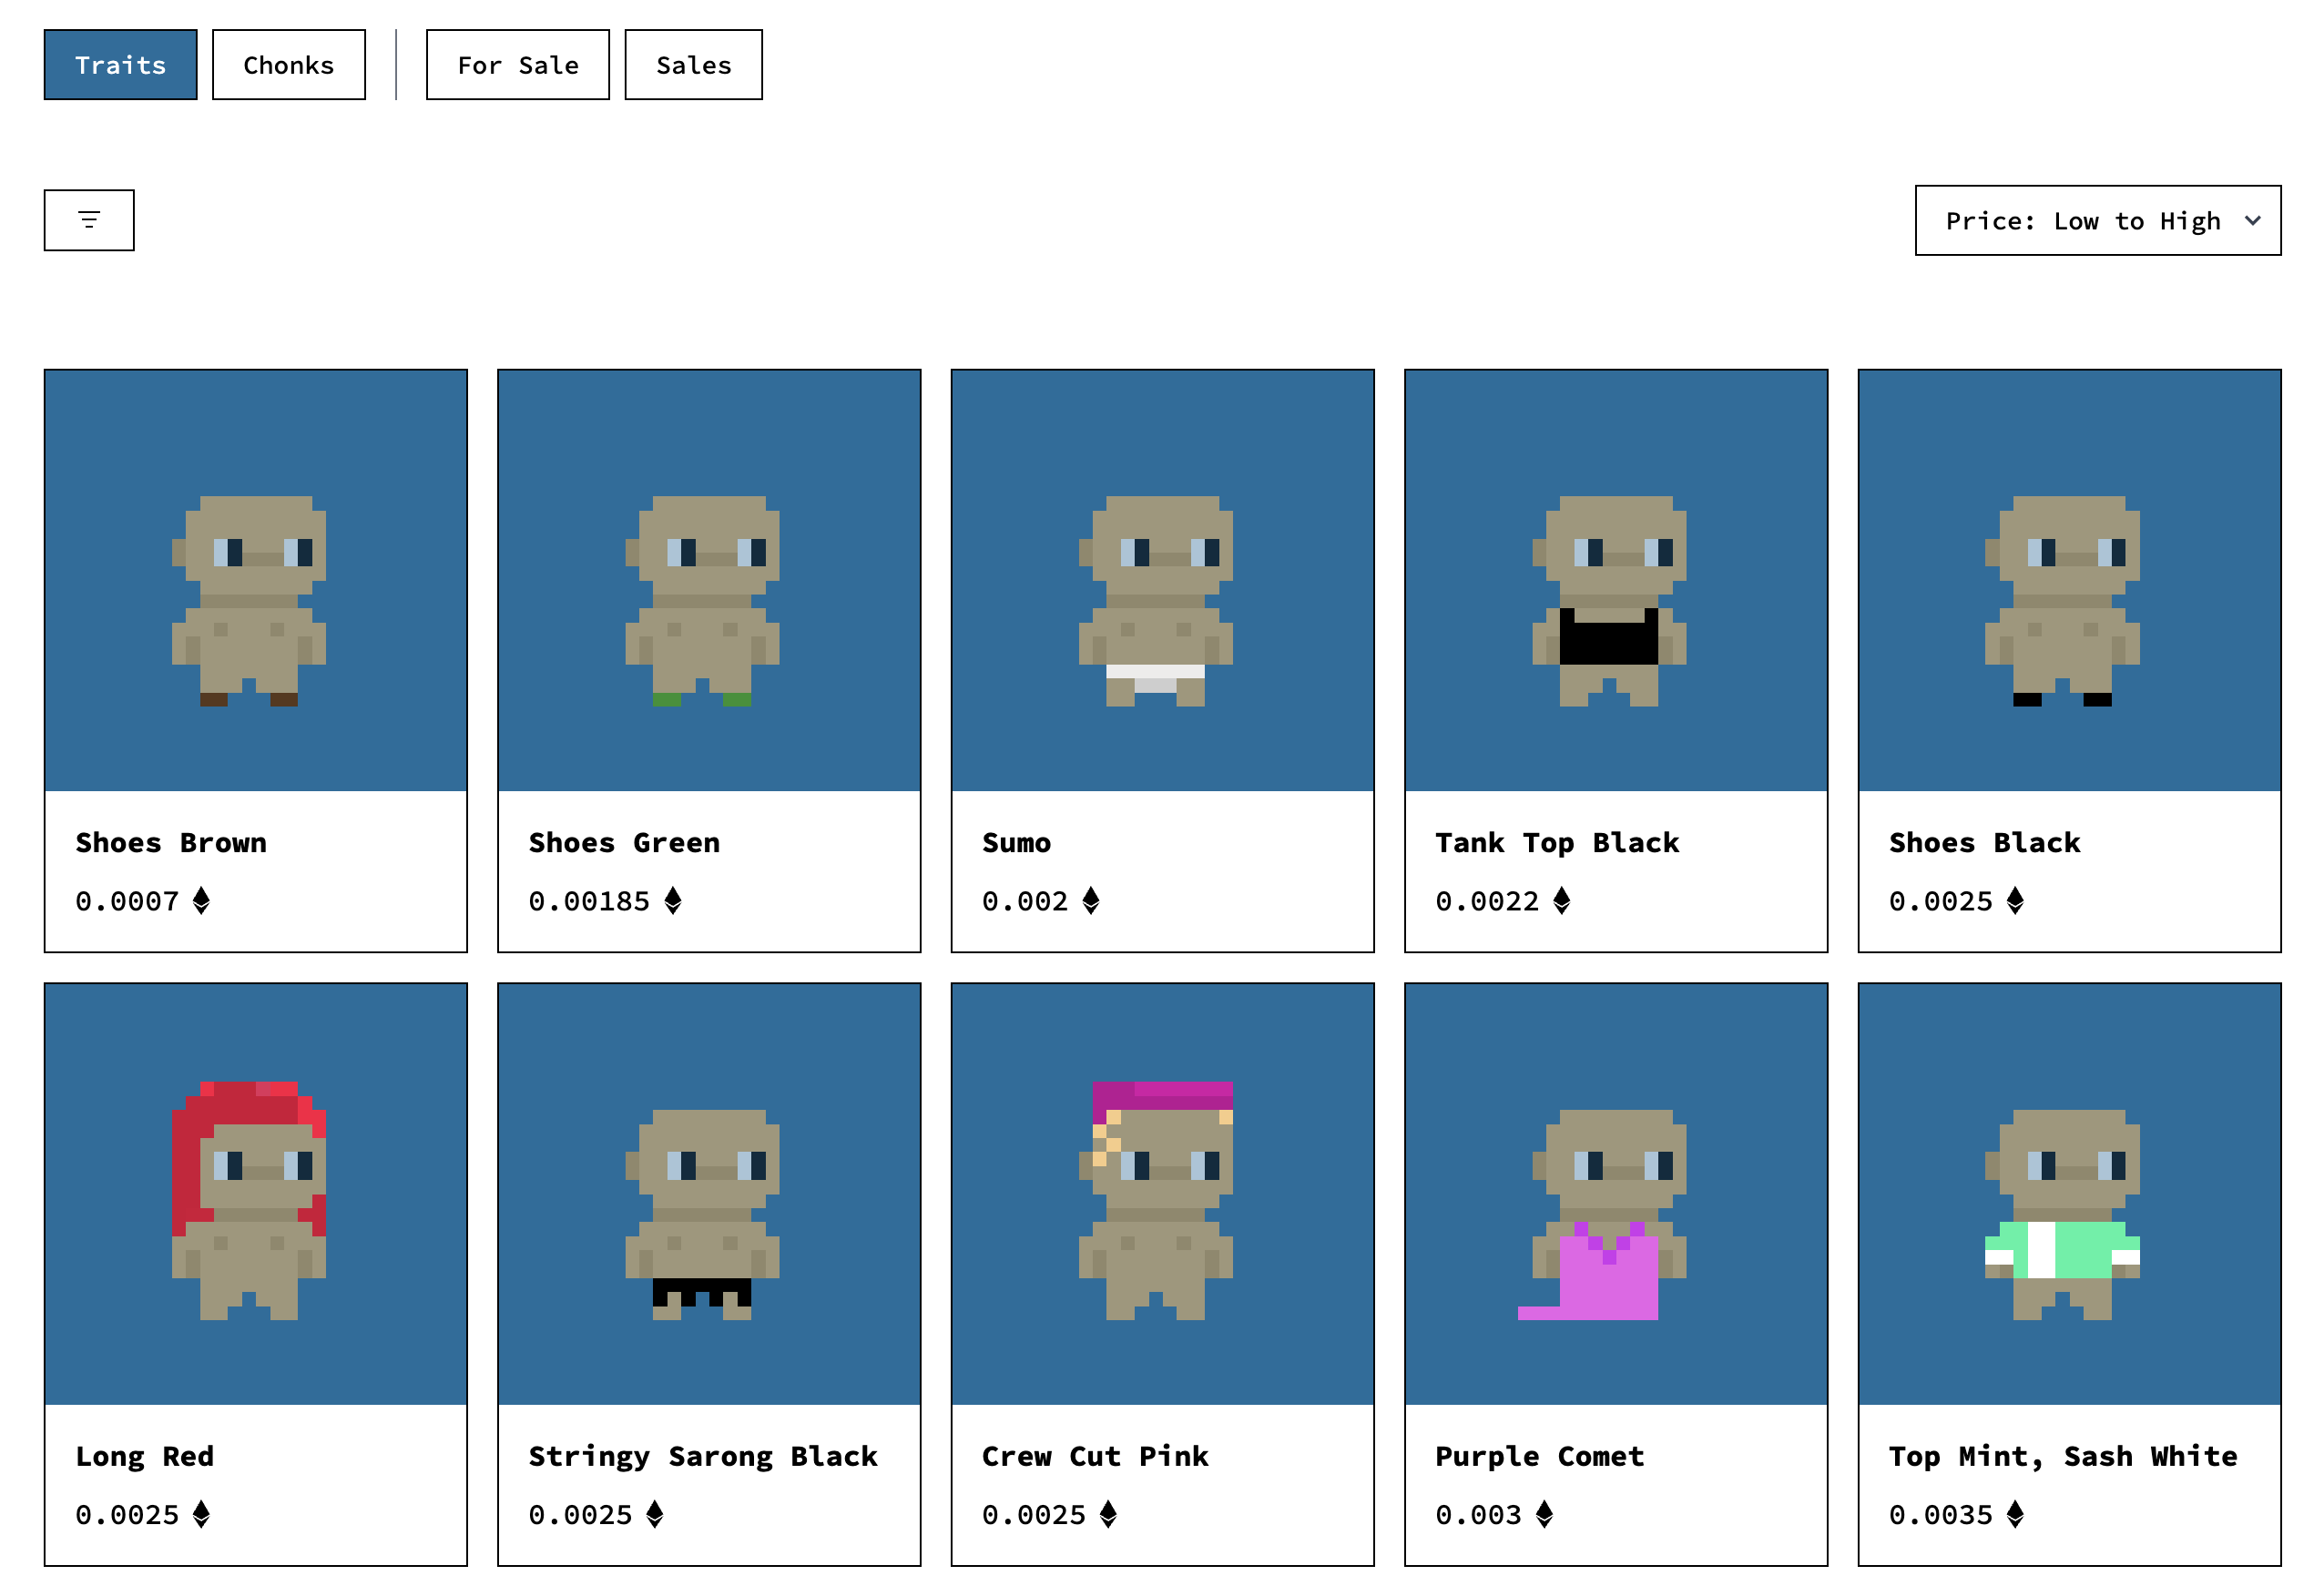 Traits
Chonks
For Sale
Sales
Price: Low to High
Shoes Brown
0.0007
Shoes Green
0.00185
Sumo
0.002
Tank Top Black
0.0022
Shoes Black
0.0025
Long Red
0.0025
Stringy Sarong Black
0.0025
Crew Cut Pink
0.0025
Purple Comet
0.003
Top Mint, Sash White
0.0035